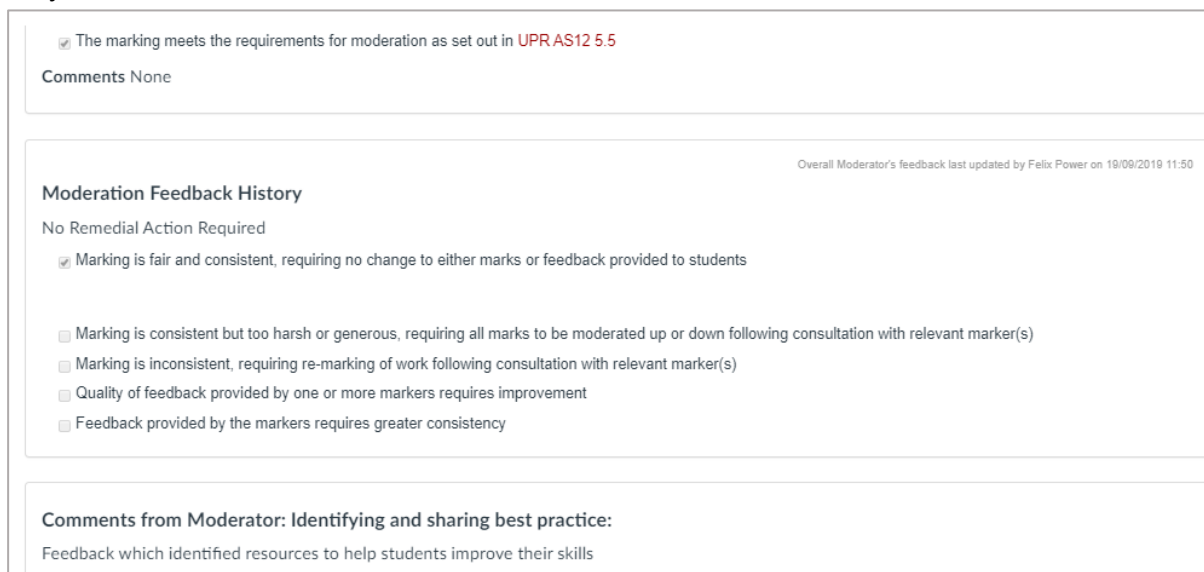 The marking meets the requirements for moderation as set out in UPR AS12 5.5
Comments None
Overall Moderator's feedback last updated by Felix Power on 19/09/2019 11:50
Moderation Feedback History
No Remedial Action Required
Marking is fair and consistent, requiring no change to either marks or feedback provided to students
Marking is consistent but too harsh or generous, requiring all marks to be moderated up or down following consultation with relevant marker(s)
Marking is inconsistent, requiring re-marking of work following consultation with relevant marker(s)
Quality of feedback provided by one or more markers requires improvement
Feedback provided by the markers requires greater consistency
Comments from Moderator: Identifying and sharing best practice:
Feedback which identified resources to help students improve their skills